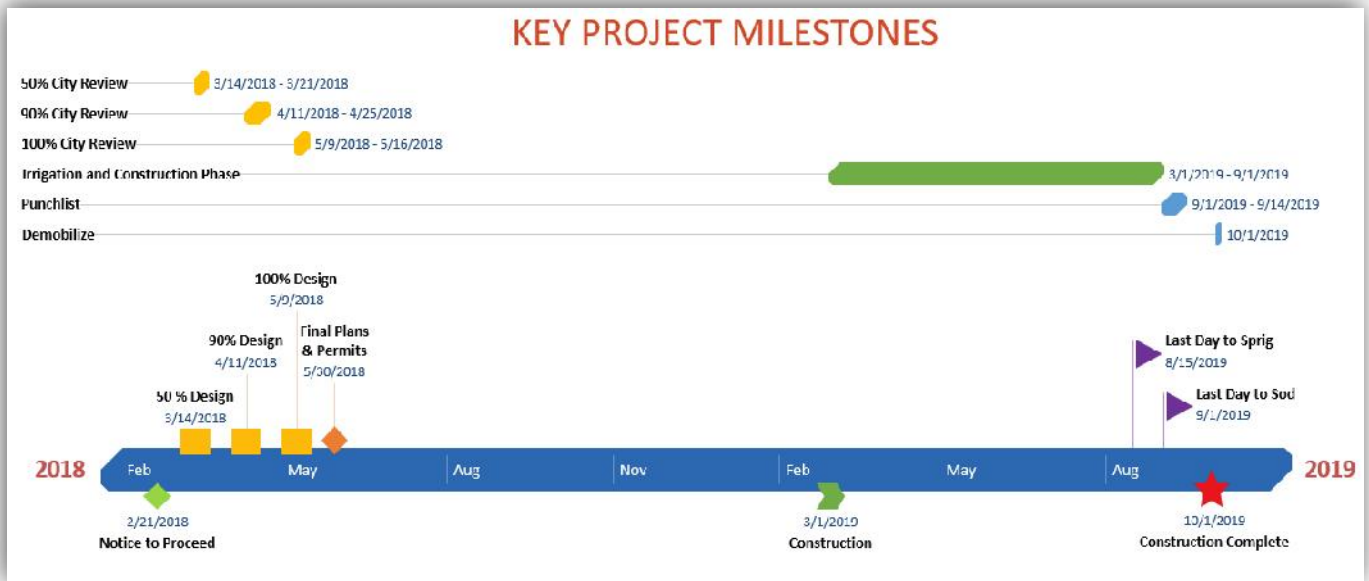 KEY PROJECT MILESTONES
50% City Review 3/14/2018 - 3/21/2018
90% City Review 4/11/2018 - 4/25/2018
100% City Review 5/9/2018 - 5/16/2018
Irrigation and Construction Phase 3/1/2019 - 9/1/2019
Punchlist 9/1/2019 - 9/14/2019
Demobilize 10/1/2019
100% Design
5/9/2018
90% Design
4/11/2018
Final Plans
& Permits
5/30/2018
50 % Design
3/14/2018
Last Day to Sprig
8/15/2019
Last Day to Sod
9/1/2019
2018 Feb May Aug Nov Feb May Aug 2019
2/21/2018
Notice to Proceed
3/1/2019
Construction
10/1/2019
Construction Complete